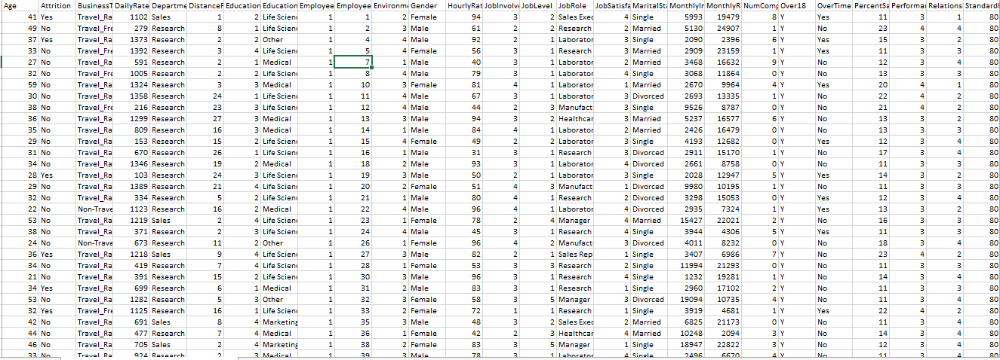 Age Attrition BusinessT DailyRate Departme DistanceF Education Education Employee Employee Environme Gender HourlyRat JobInvolv JobLevel JobRole JobSatisfa MaritalSta MonthlyIn MonthlyR NumComp Over18 OverTime PercentSa Performan Relations Standard
41 Yes Travel_Ra 1102 Sales 1 2 Life Scien 1 1 2 Female 94 3 2 Sales Exec 4 Single 5993 19479 8 Y Yes 11 3 1 80
49 No Travel_Fre 279 Research 8 1 Life Scien 1 2 3 Male 61 2 2 Research 2 Married 5130 24907 1 Y No 23 4 4 80
37 Yes Travel_Ra 1373 Research 2 2 Other 1 4 4 Male 92 2 1 Laborator 3 Single 2090 2396 6 Y Yes 15 3 2 80
33 No Travel_Fre 1392 Research 3 4 Life Scien 1 5 4 Female 56 3 1 Research 3 Married 2909 23159 1 Y Yes 11 3 3 80
27 No Travel_Ra 591 Research 2 1 Medical 1 7 1 Male 40 3 1 Laborator 2 Married 3468 16632 9 Y No 12 3 4 80
32 No Travel_Fre 1005 Research 2 2 Life Scien 1 8 4 Male 79 3 1 Laborator 4 Single 3068 11864 0 Y No 13 3 3 80
59 No Travel_Ra 1324 Research 3 3 Medical 1 10 3 Female 81 4 1 Laborator 1 Married 2670 9964 4 Y Yes 20 4 1 80
30 No Travel_Ra 1358 Research 24 1 Life Scien 1 11 4 Male 67 3 1 Laborator 3 Divorced 2693 13335 1 Y No 22 4 2 80
38 No Travel_Fre 216 Research 23 3 Life Scien 1 12 4 Male 44 2 3 Manufact 3 Single 9526 8787 0 Y No 21 4 2 80
36 No Travel_Ra 1299 Research 27 3 Medical 1 13 3 Male 94 3 2 Healthcar 3 Married 5237 16577 6 Y No 13 3 2 80
35 No Travel_Ra 809 Research 16 3 Medical 1 14 1 Male 84 4 1 Laborator 2 Married 2426 16479 0 Y No 13 3 3 80
29 No Travel_Ra 153 Research 15 2 Life Scien 1 15 4 Female 49 2 2 Laborator 3 Single 4193 12682 0 Y Yes 12 3 4 80
31 No Travel_Ra 670 Research 26 1 Life Scien 1 16 1 Male 31 3 1 Research 3 Divorced 2911 15170 1 Y No 17 3 4 80
34 No Travel_Ra 1346 Research 19 2 Medical 1 18 2 Male 93 3 1 Laborator 4 Divorced 2661 8758 0 Y No 11 3 3 80
28 Yes Travel_Ra 103 Research 24 3 Life Scien 1 19 3 Male 50 2 1 Laborator 3 Single 2028 12947 5 Y Yes 14 3 2 80
29 No Travel_Ra 1389 Research 21 4 Life Scien 1 20 2 Female 51 4 3 Manufact 1 Divorced 9980 10195 1 Y No 11 3 3 80
32 No Travel_Ra 334 Research 5 2 Life Scien 1 21 1 Male 80 4 1 Research 2 Divorced 3298 15053 0 Y Yes 12 3 4 80
22 No Non-Trave 1123 Research 16 2 Medical 1 22 4 Male 96 4 1 Laborator 4 Divorced 2935 7324 1 Y Yes 13 3 2 80
53 No Travel_Ra 1219 Sales 2 4 Life Scien 1 23 1 Female 78 2 4 Manager 4 Married 15427 22021 2 Y No 16 3 3 80
38 No Travel_Ra 371 Research 2 3 Life Scien 1 24 4 Male 45 3 1 Research 4 Single 3944 4306 5 Y Yes 11 3 3 80
24 No Non-Trave 673 Research 11 2 Other 1 26 1 Female 96 4 2 Manufact 3 Divorced 4011 8232 0 Y No 18 3 4 80
36 Yes Travel_Ra 1218 Sales 9 4 Life Scien 1 27 3 Male 82 2 1 Sales Rep 1 Single 3407 6986 7 Y No 23 4 2 80
34 No Travel_Ra 419 Research 7 4 Life Scien 1 28 1 Female 53 3 3 Research 2 Single 11994 21293 0 Y No 11 3 3 80
21 No Travel_Ra 391 Research 15 2 Life Scien 1 30 3 Male 96 3 1 Research 4 Single 1232 19281 1 Y No 14 3 4 80
34 Yes Travel_Ra 699 Research 6 1 Medical 1 31 2 Male 83 3 1 Research 1 Single 2960 17102 2 Y No 11 3 3 80
53 No Travel_Ra 1282 Research 5 3 Other 1 32 3 Female 58 3 5 Manager 3 Divorced 19094 10735 4 Y No 11 3 4 80
32 Yes Travel_Fre 1125 Research 16 1 Life Scien 1 33 2 Female 72 1 1 Research 1 Single 3919 4681 1 Y Yes 22 4 2 80
42 No Travel_Ra 691 Sales 8 4 Marketing 1 35 3 Male 48 3 2 Sales Exec 2 Married 6825 21173 0 Y No 11 3 4 80
44 No Travel_Ra 477 Research 7 4 Medical 1 36 1 Female 42 2 3 Healthcar 4 Married 10248 2094 3 Y No 14 3 4 80
46 No Travel_Ra 705 Sales 2 4 Marketing 1 38 2 Female 83 3 5 Manager 1 Single 18947 22822 3 Y No 12 3 4 80
33 No Travel_Ra 924 Research 2 3 Medical 1 39 3 Male 78 3 1 Laborator 4 Single 2496 6670 4 Y No 11 3 4 80